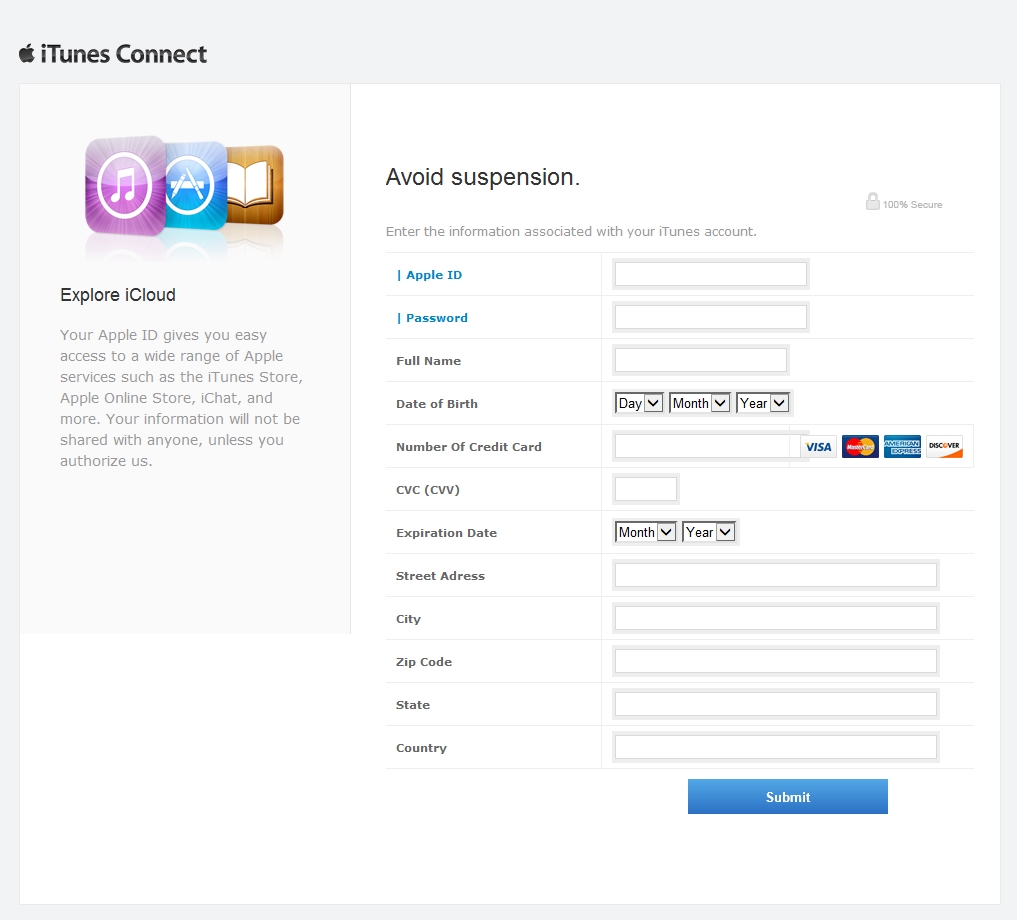 iTunes Connect
Explore iCloud
Your Apple ID gives you easy
access to a wide range of Apple
services such as the iTunes Store,
Apple Online Store, iChat, and
more. Your information will not be
shared with anyone, unless you
authorize us.
Avoid suspension.
100% Secure
Enter the information associated with your iTunes account.
| Apple ID
| Password
Full Name
Date of Birth Day Month Year
Number Of Credit Card VISA MasterCard AMERICAN EXPRESS DISCOVER
CVC (CVV)
Expiration Date Month Year
Street Adress
City
Zip Code
State
Country
Submit